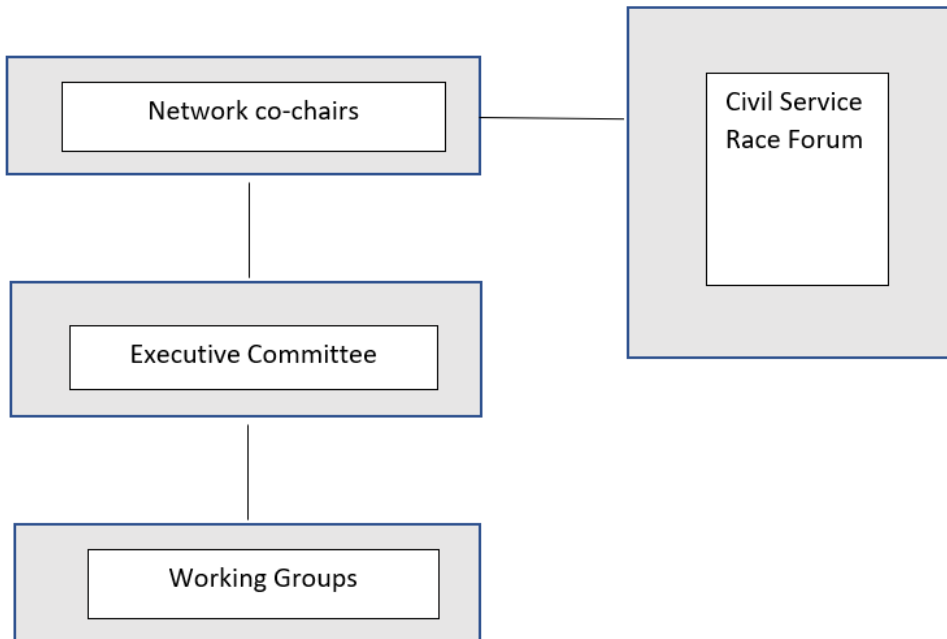 Network co-chairs
Civil Service
Race Forum
Executive Committee
Working Groups